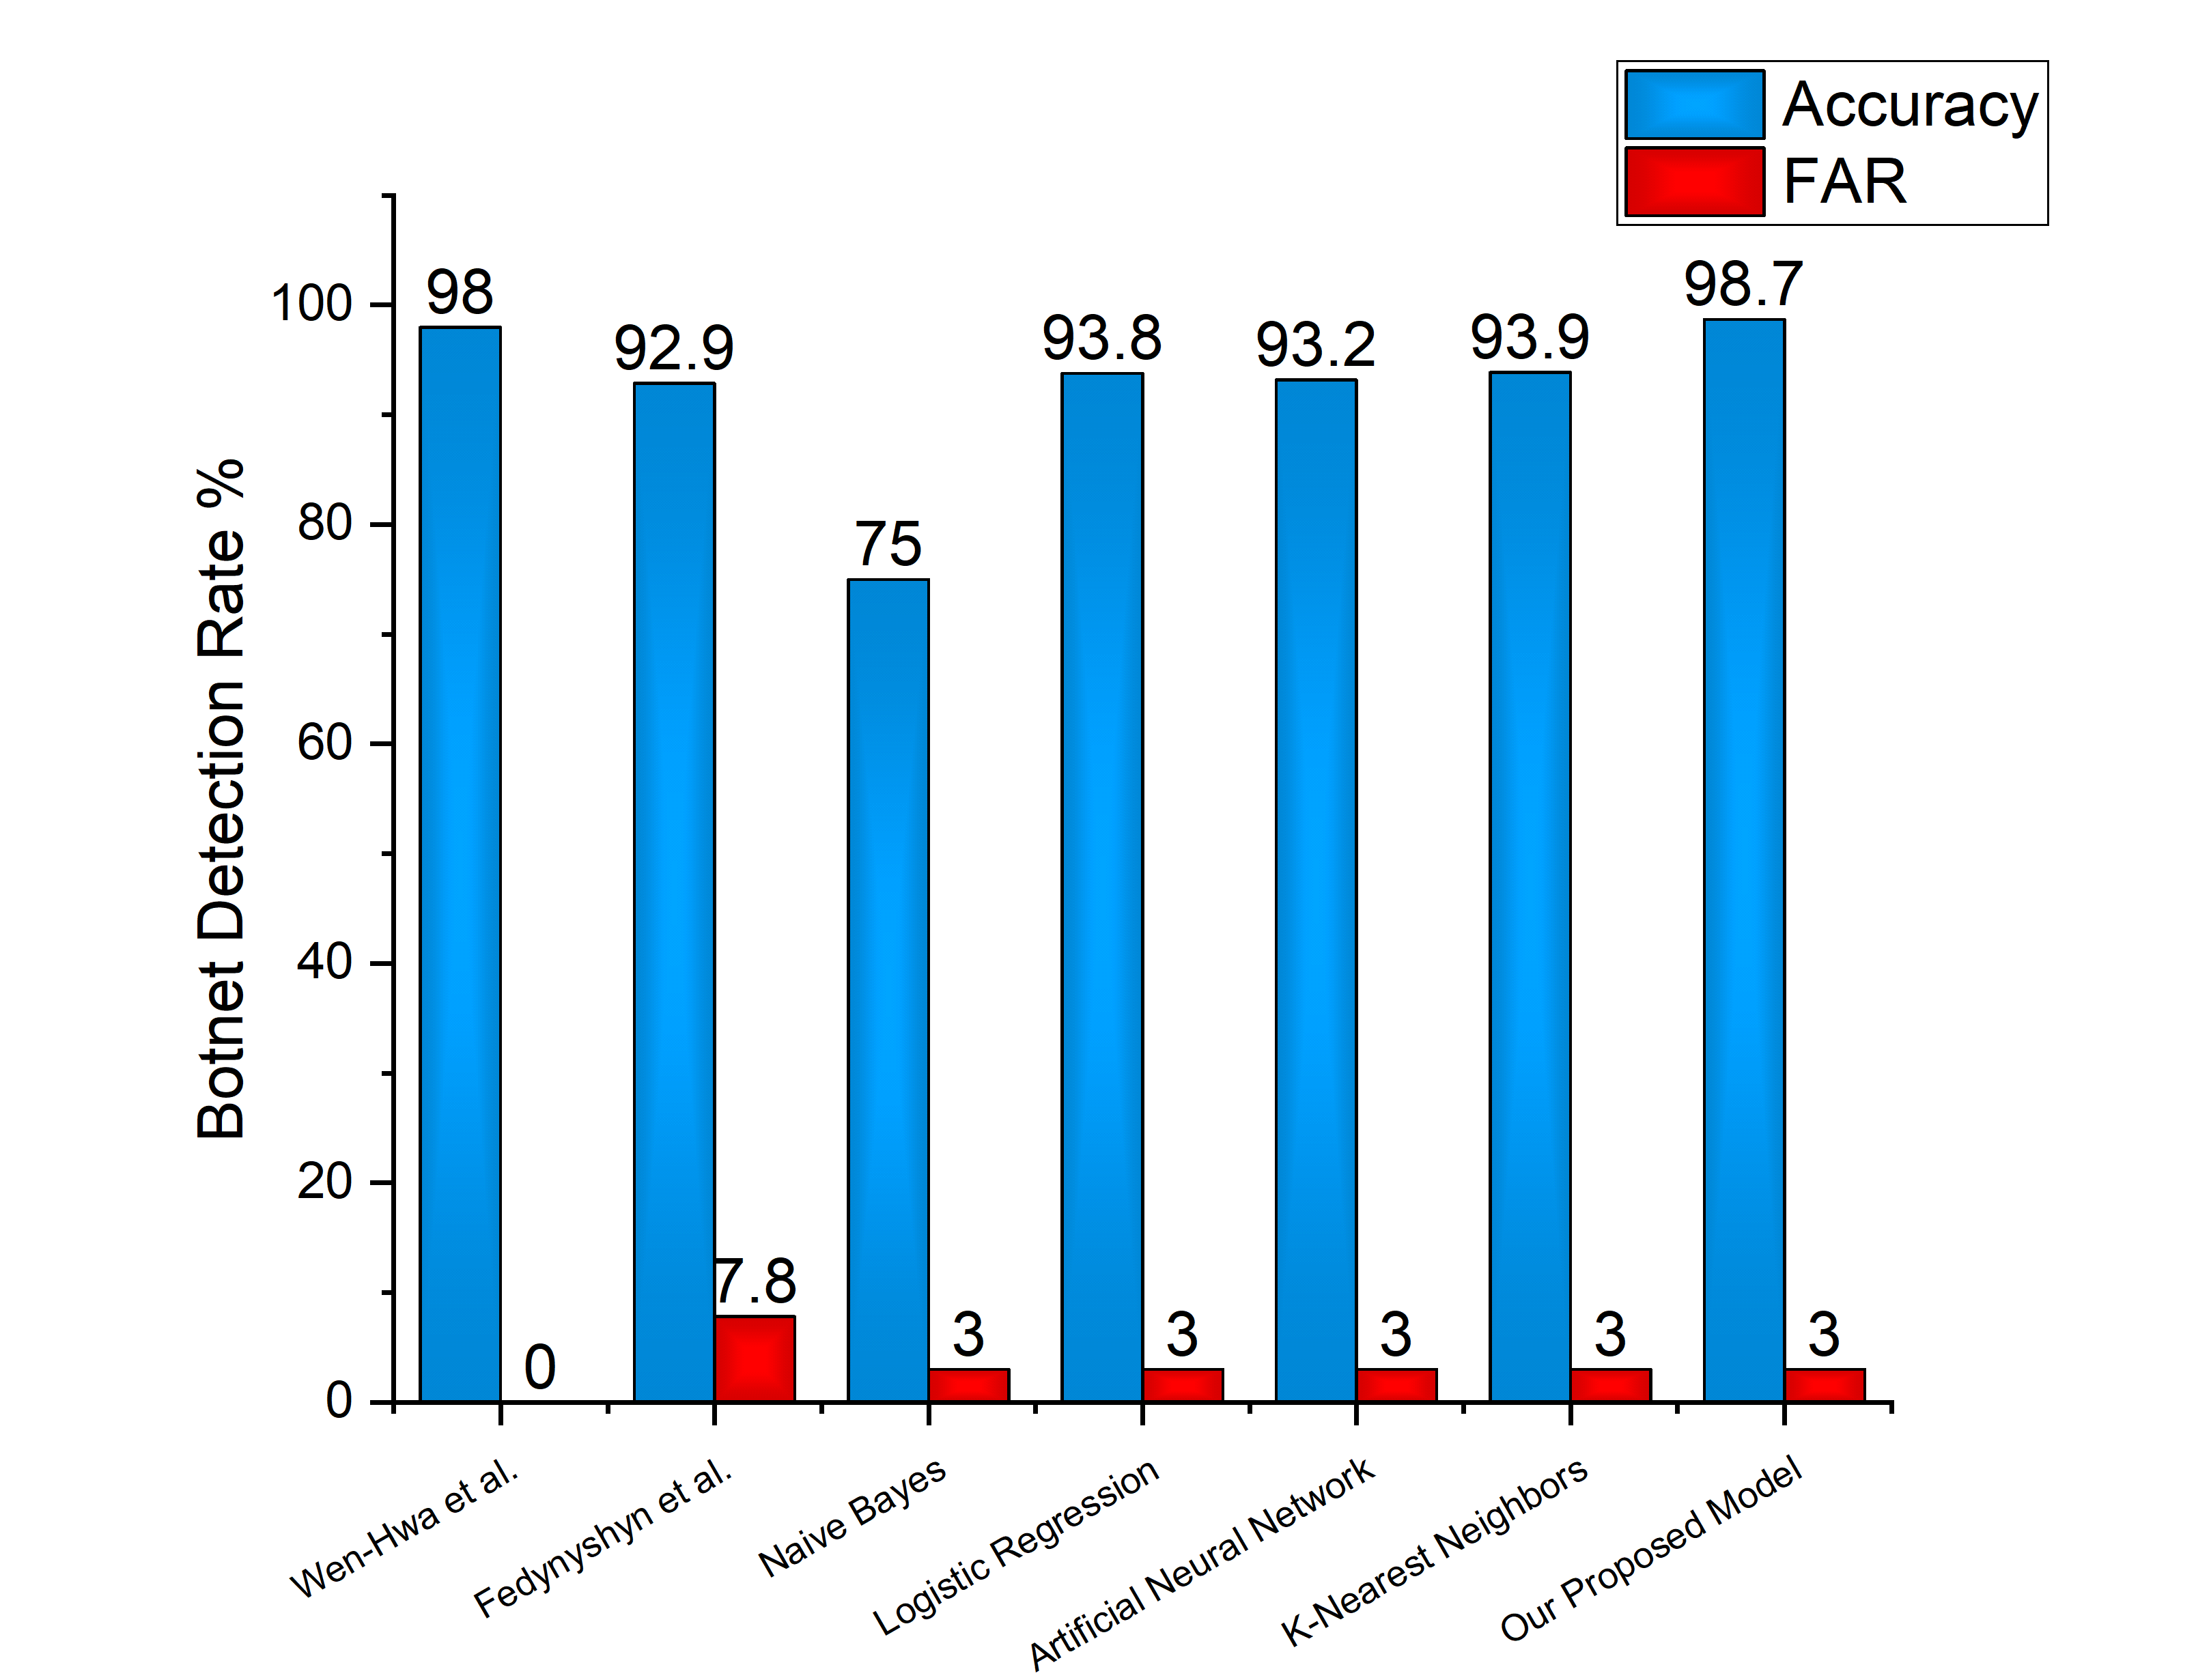 Accuracy
FAR
Botnet Detection Rate %
100
80
60
40
20
0
98
92.9
75
93.8
93.2
93.9
98.7
0
7.8
3
3
3
3
3
Wen-Hwa et al.
Fedynyshyn et al.
Naive Bayes
Logistic Regression
Artificial Neural Network
K-Nearest Neighbors
Our Proposed Model